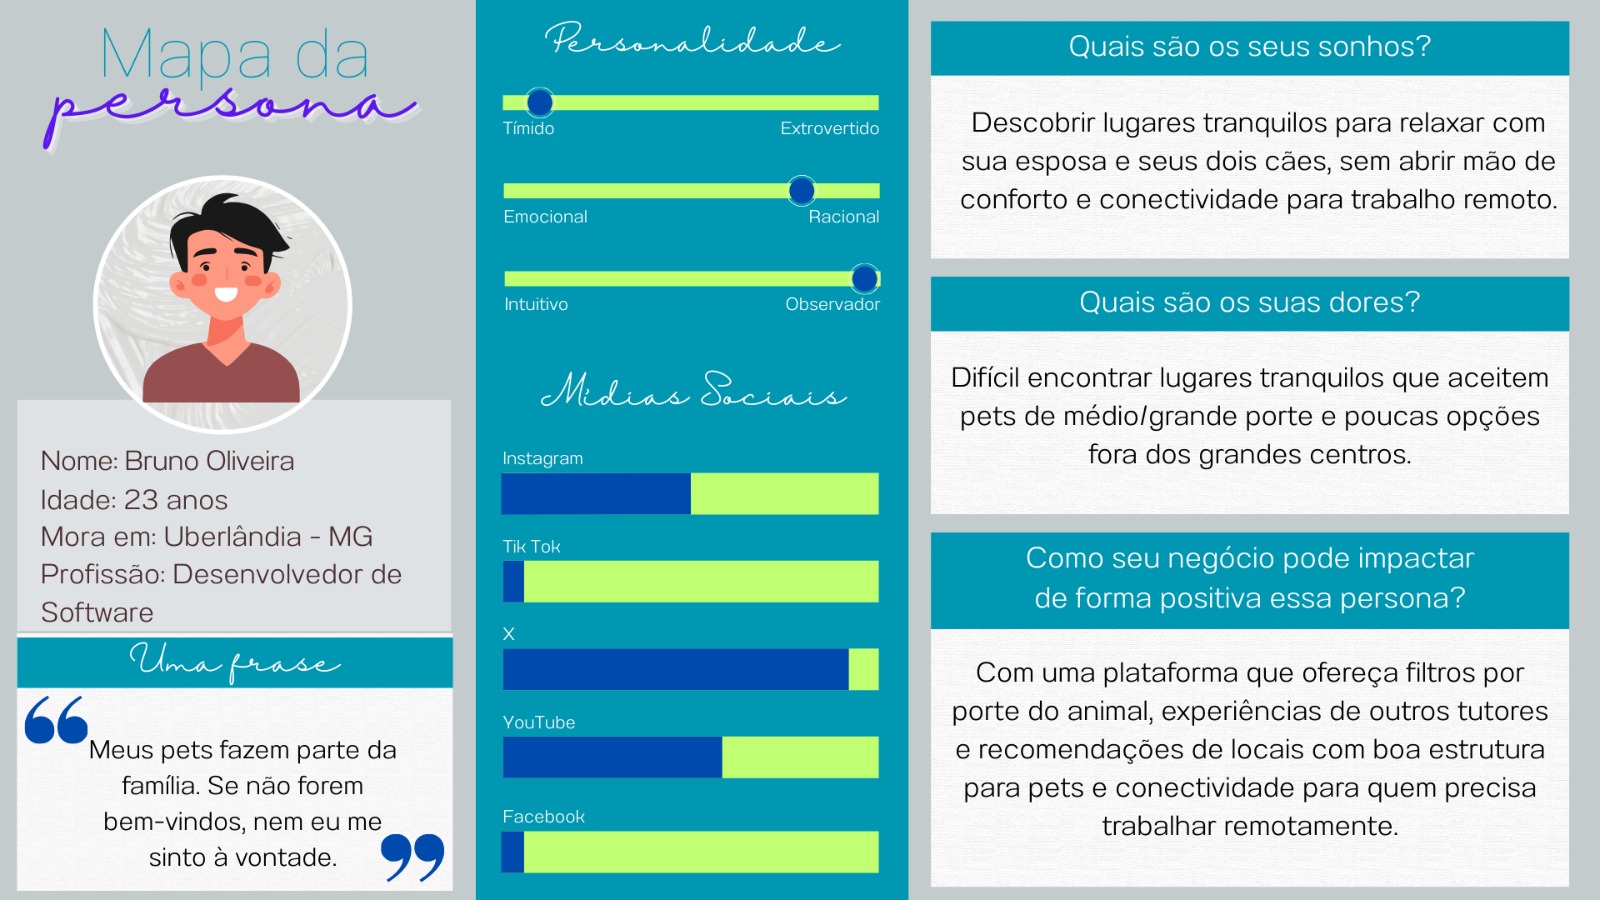 Mapa da
persona
Nome: Bruno Oliveira
Idade: 23 anos
Mora em: Uberlândia - MG
Profissão: Desenvolvedor de
Software
Uma frase
“
Meus pets fazem parte da
família. Se não forem
bem-vindos, nem eu me
sinto à vontade.
”
Personalidade
Tímido Extrovertido
Emocional Racional
Intuitivo Observador
Mídias Sociais
Instagram
Tik Tok
X
YouTube
Facebook
Quais são os seus sonhos?
Descobrir lugares tranquilos para relaxar com
sua esposa e seus dois cães, sem abrir mão de
conforto e conectividade para trabalho remoto.
Quais são os suas dores?
Difícil encontrar lugares tranquilos que aceitem
pets de médio/grande porte e poucas opções
fora dos grandes centros.
Como seu negócio pode impactar
de forma positiva essa persona?
Com uma plataforma que ofereça filtros por
porte do animal, experiências de outros tutores
e recomendações de locais com boa estrutura
para pets e conectividade para quem precisa
trabalhar remotamente.